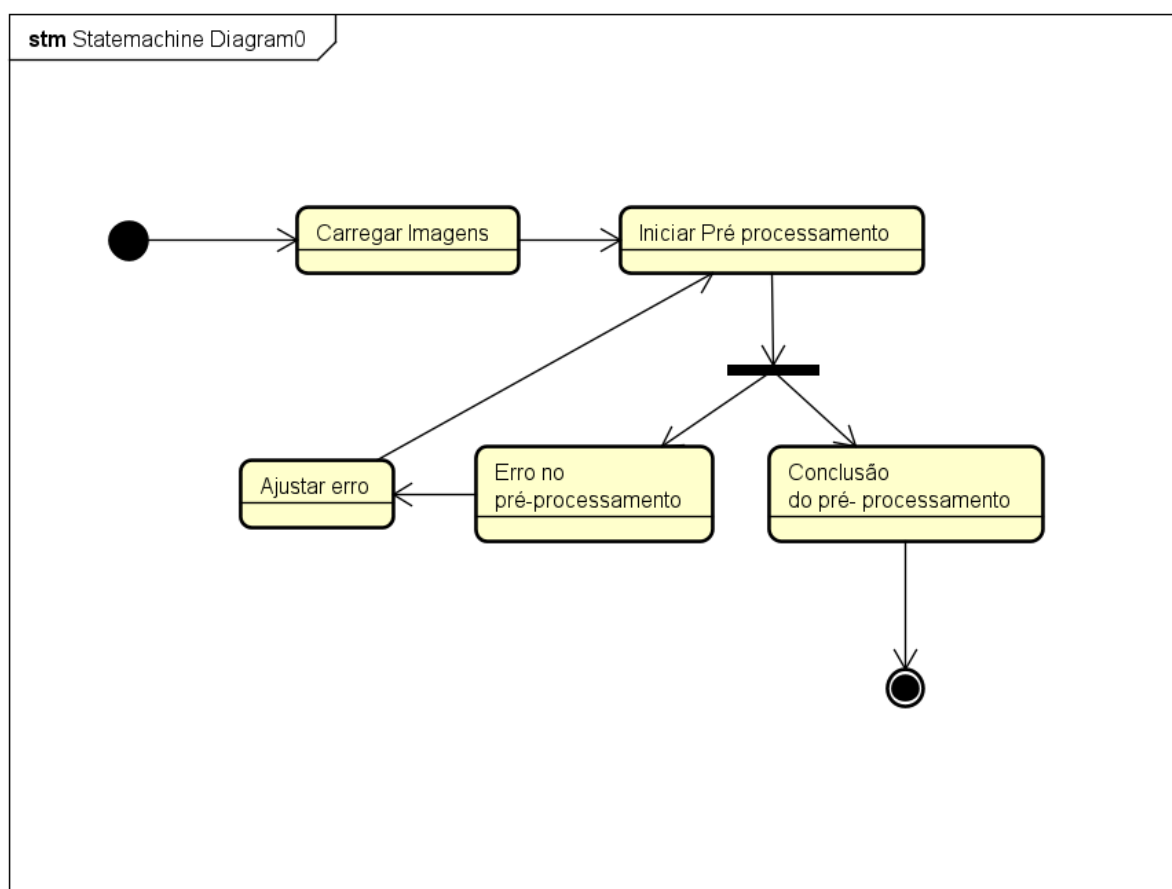 stm Statemachine Diagram0
Carregar Imagens
Iniciar Pré processamento
Ajustar erro
Erro no
pré-processamento
Conclusão
do pré- processamento